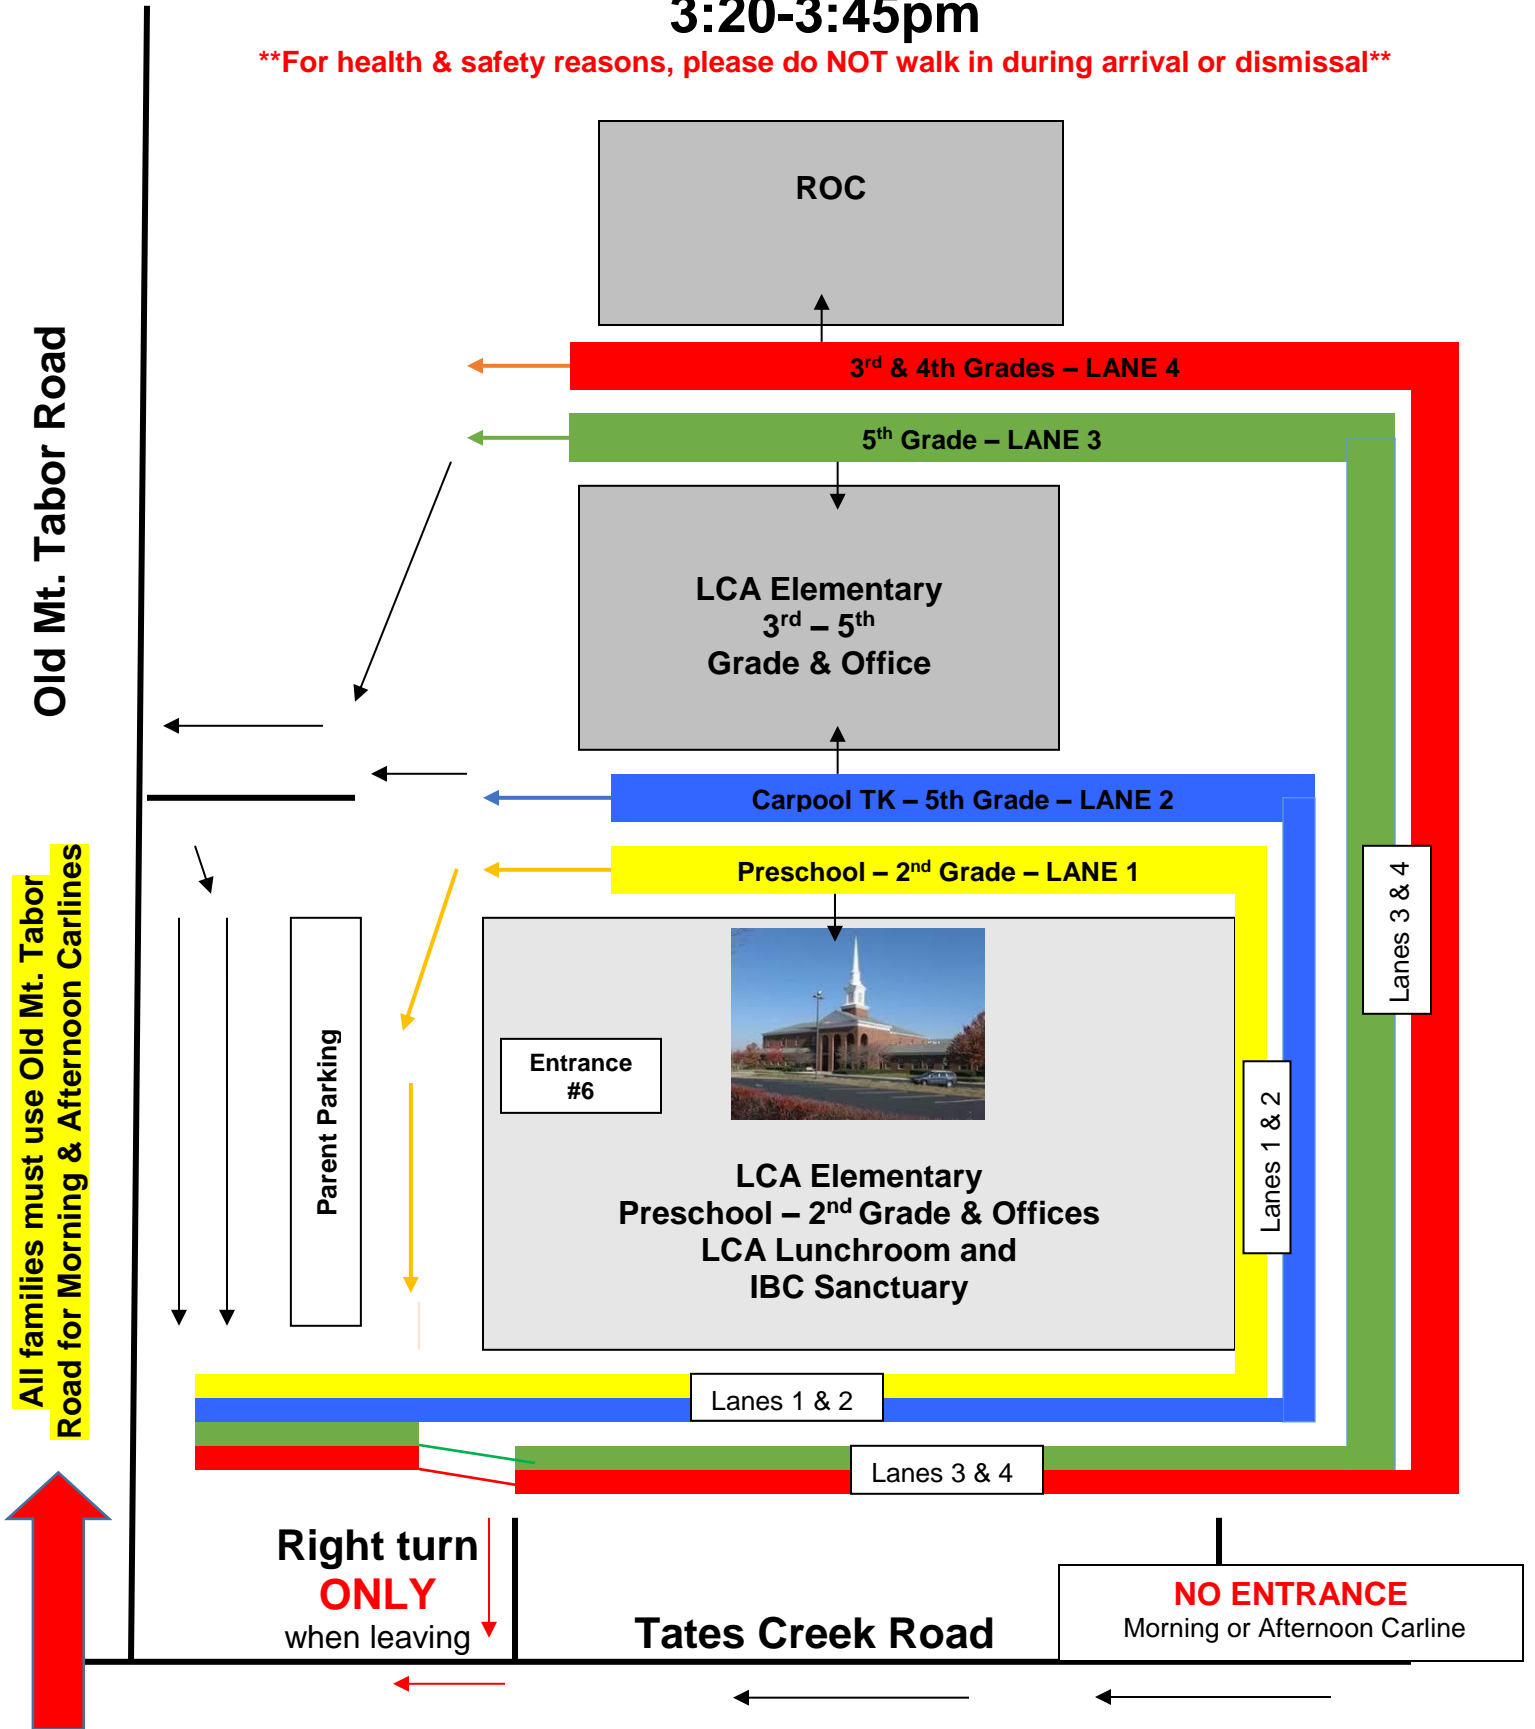 3:20-3:45pm
**For health & safety reasons, please do NOT walk in during arrival or dismissal**
ROC
3rd & 4th Grades – LANE 4
5th Grade – LANE 3
Old Mt. Tabor Road
LCA Elementary
3rd – 5th
Grade & Office
Carpool TK – 5th Grade – LANE 2
Preschool – 2nd Grade – LANE 1
All families must use Old Mt. Tabor
Road for Morning & Afternoon Carlines
Parent Parking
Entrance
#6
LCA Elementary
Preschool – 2nd Grade & Offices
LCA Lunchroom and
IBC Sanctuary
Lanes 1 & 2
Lanes 3 & 4
Lanes 1 & 2
Lanes 3 & 4
Right turn
ONLY
when leaving
Tates Creek Road
NO ENTRANCE
Morning or Afternoon Carline